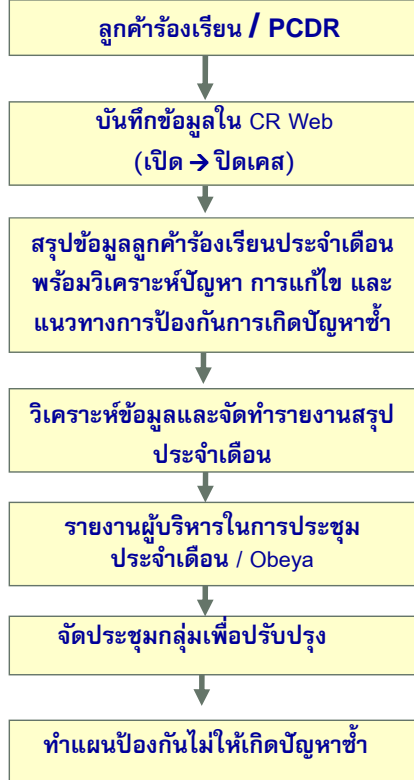 ลูกค้าร้องเรียน / PCDR
บันทึกข้อมูลใน CR Web
(เปิด → ปิดเคส)
สรุปข้อมูลลูกค้าร้องเรียนประจำเดือน
พร้อมวิเคราะห์ปัญหา การแก้ไข และ
แนวทางการป้องกันการเกิดปัญหาซ้ำ
วิเคราะห์ข้อมูลและจัดทำรายงานสรุป
ประจำเดือน
รายงานผู้บริหารในการประชุม
ประจำเดือน / Obeya
จัดประชุมกลุ่มเพื่อปรับปรุง
ทำแผนป้องกันไม่ให้เกิดปัญหาซ้ำ